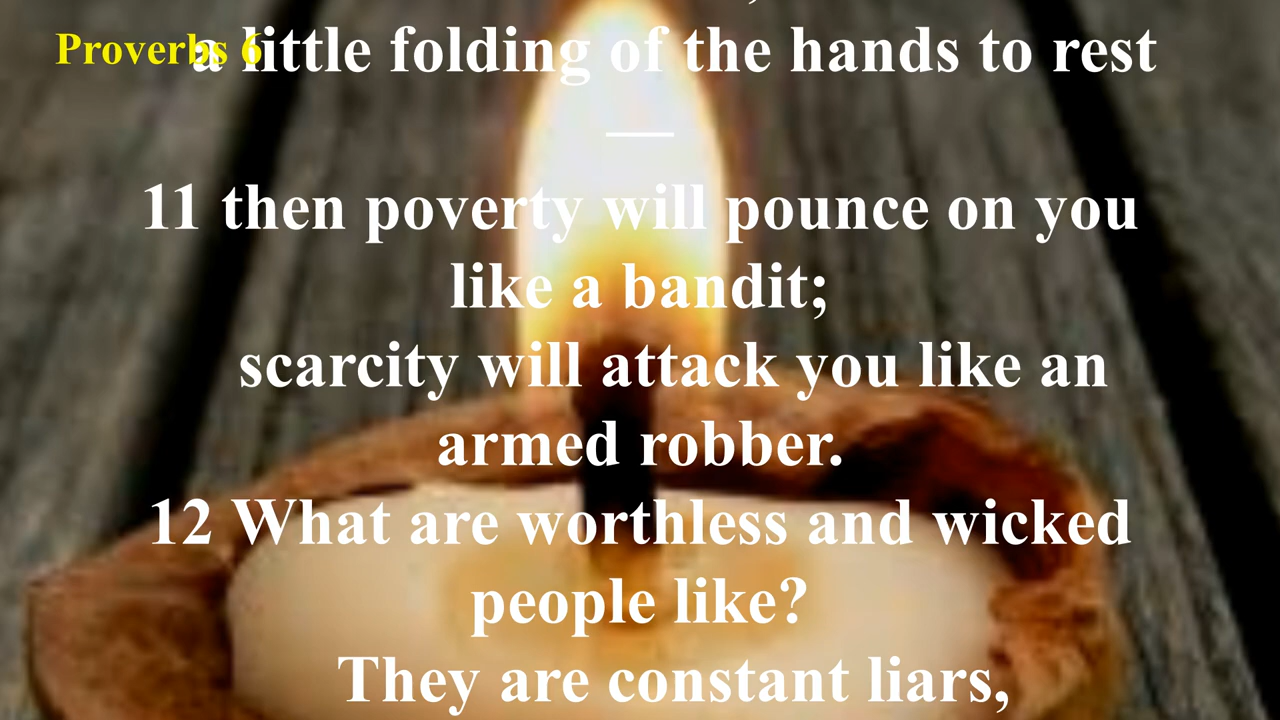 Proverbs 6
a little folding of the hands to rest
—
11 then poverty will pounce on you
like a bandit;
scarcity will attack you like an
armed robber.
12 What are worthless and wicked
people like?
They are constant liars,